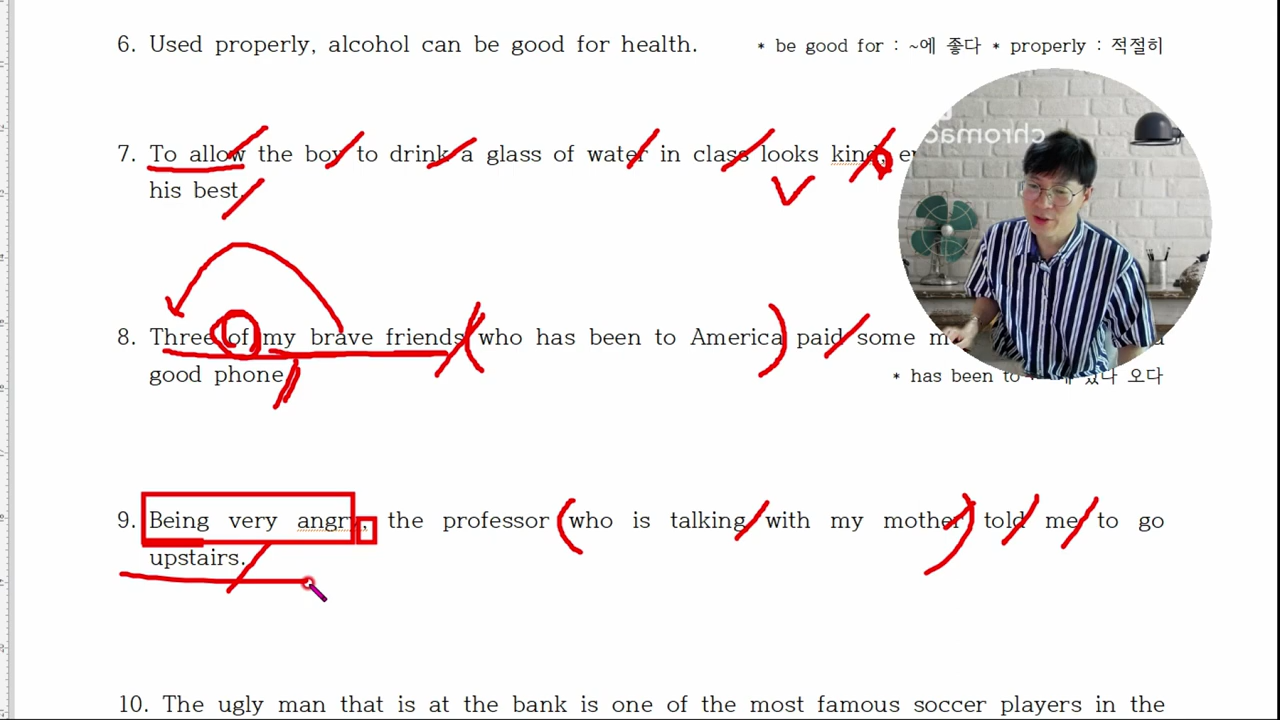 6. Used properly, alcohol can be good for health. * be good for : ~에 좋다 * properly : 적절히
chromac
7. To allow the boy to drink a glass of water in class looks kind, e
his best.
8. Three of my brave friends who has been to America paid some m
good phone. * has been to 오다
9. Being very angry, the professor who is talking with my mother told me to go
upstairs.
10. The ugly man that is at the bank is one of the most famous soccer players in the